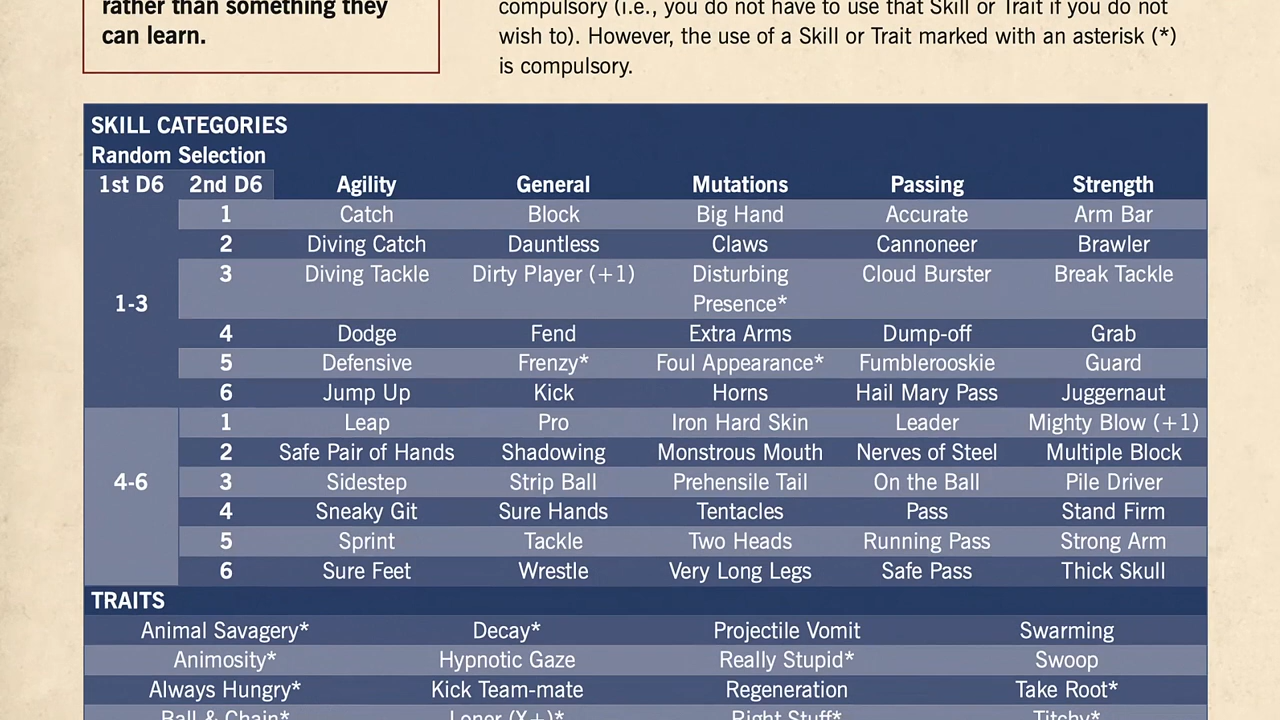 rather than something they
can learn.
compulsory (i.e., you do not have to use that Skill or Trait if you do not
wish to). However, the use of a Skill or Trait marked with an asterisk (*)
is compulsory.
SKILL CATEGORIES
Random Selection
1st D6 2nd D6 Agility General Mutations Passing Strength
1-3
1 Catch Block Big Hand Accurate Arm Bar
2 Diving Catch Dauntless Claws Cannoneer Brawler
3 Diving Tackle Dirty Player (+1) Disturbing Presence* Cloud Burster Break Tackle
4 Dodge Fend Extra Arms Dump-off Grab
5 Defensive Frenzy* Foul Appearance* Fumblerooskie Guard
6 Jump Up Kick Horns Hail Mary Pass Juggernaut
4-6
1 Leap Pro Iron Hard Skin Leader Mighty Blow (+1)
2 Safe Pair of Hands Shadowing Monstrous Mouth Nerves of Steel Multiple Block
3 Sidestep Strip Ball Prehensile Tail On the Ball Pile Driver
4 Sneaky Git Sure Hands Tentacles Pass Stand Firm
5 Sprint Tackle Two Heads Running Pass Strong Arm
6 Sure Feet Wrestle Very Long Legs Safe Pass Thick Skull
TRAITS
Animal Savagery* Decay* Projectile Vomit Swarming
Animosity* Hypnotic Gaze Really Stupid* Swoop
Always Hungry* Kick Team-mate Regeneration Take Root*
Ball & Chain* Loner (X+)* Right Stuff* Titchy*